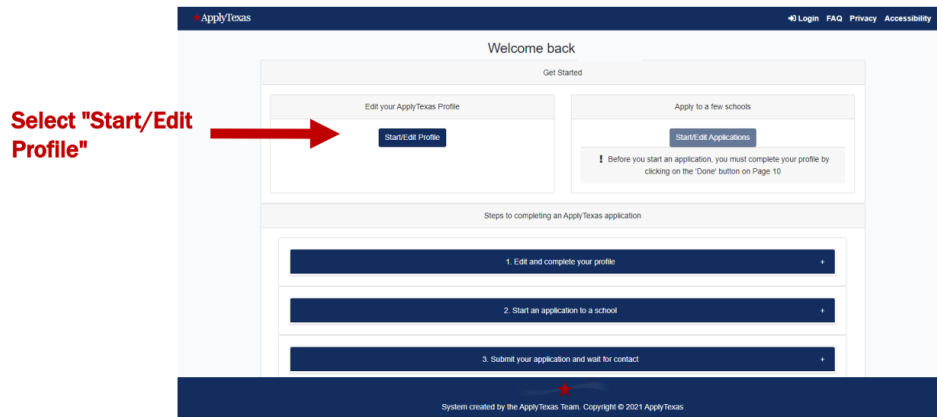 ApplyTexas
Login FAQ Privacy Accessibility
Welcome back
Get Started
Edit your ApplyTexas Profile
Start/Edit Profile
Apply to a few schools
Start/Edit Applications
! Before you start an application, you must complete your profile by
clicking on the 'Done' button on Page 10
Select "Start/Edit
Profile"
Steps to completing an ApplyTexas application
1. Edit and complete your profile +
2. Start an application to a school +
3. Submit your application and wait for contact +
System created by the ApplyTexas Team. Copyright © 2021 ApplyTexas